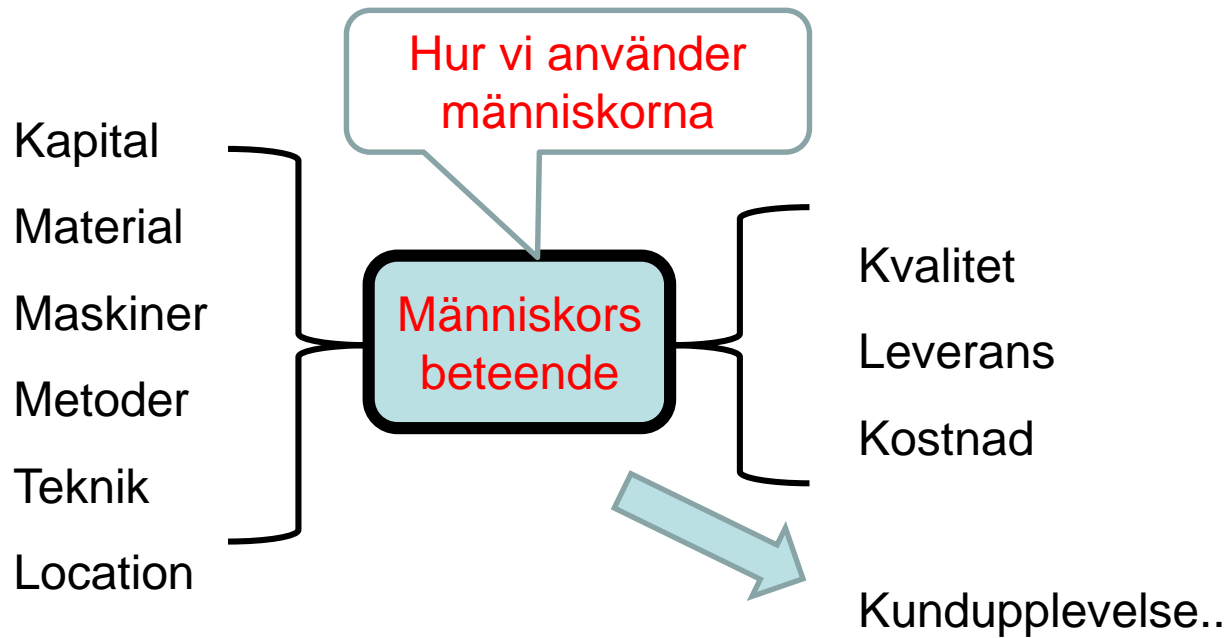 Hur vi använder
människorna
Kapital
Material
Maskiner
Metoder
Teknik
Location
Människors
beteende
Kvalitet
Leverans
Kostnad
Kundupplevelse..